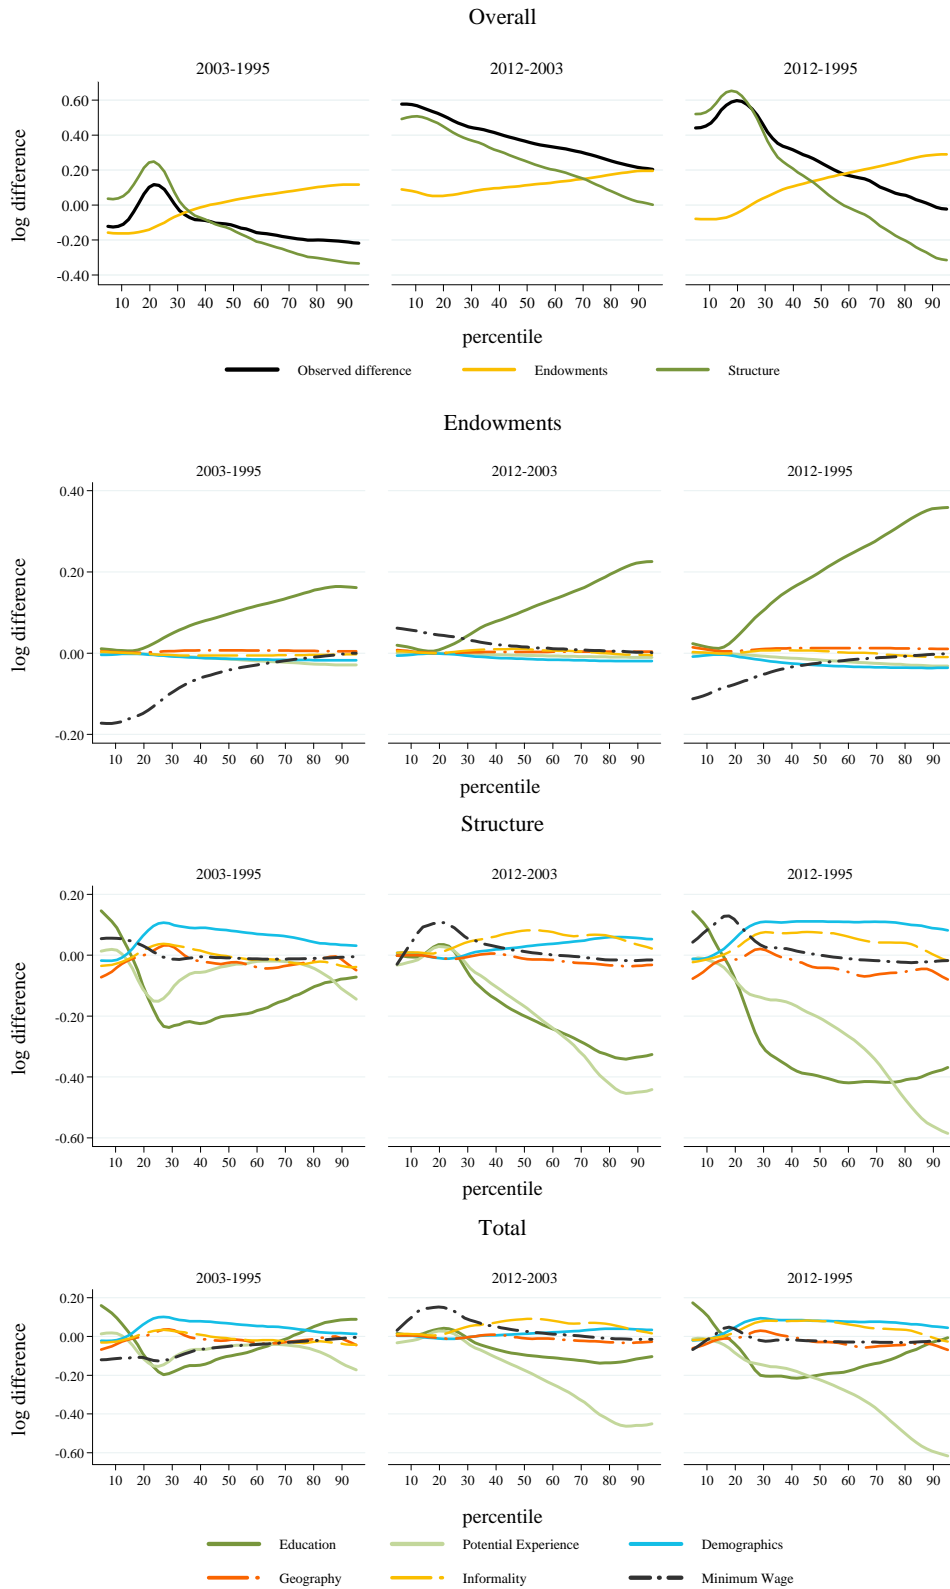 Overall
2003-1995 2012-2003 2012-1995
log difference
0.60
0.40
0.20
0.00
-0.20
-0.40
10 20 30 40 50 60 70 80 90 10 20 30 40 50 60 70 80 90 10 20 30 40 50 60 70 80 90
percentile
Observed difference Endowments Structure
Endowments
2003-1995 2012-2003 2012-1995
log difference
0.40
0.20
0.00
-0.20
10 20 30 40 50 60 70 80 90 10 20 30 40 50 60 70 80 90 10 20 30 40 50 60 70 80 90
percentile
Structure
2003-1995 2012-2003 2012-1995
log difference
0.20
0.00
-0.20
-0.40
-0.60
10 20 30 40 50 60 70 80 90 10 20 30 40 50 60 70 80 90 10 20 30 40 50 60 70 80 90
percentile
Total
2003-1995 2012-2003 2012-1995
log difference
0.20
0.00
-0.20
-0.40
-0.60
10 20 30 40 50 60 70 80 90 10 20 30 40 50 60 70 80 90 10 20 30 40 50 60 70 80 90
percentile
Education Potential Experience Demographics
Geography Informality Minimum Wage